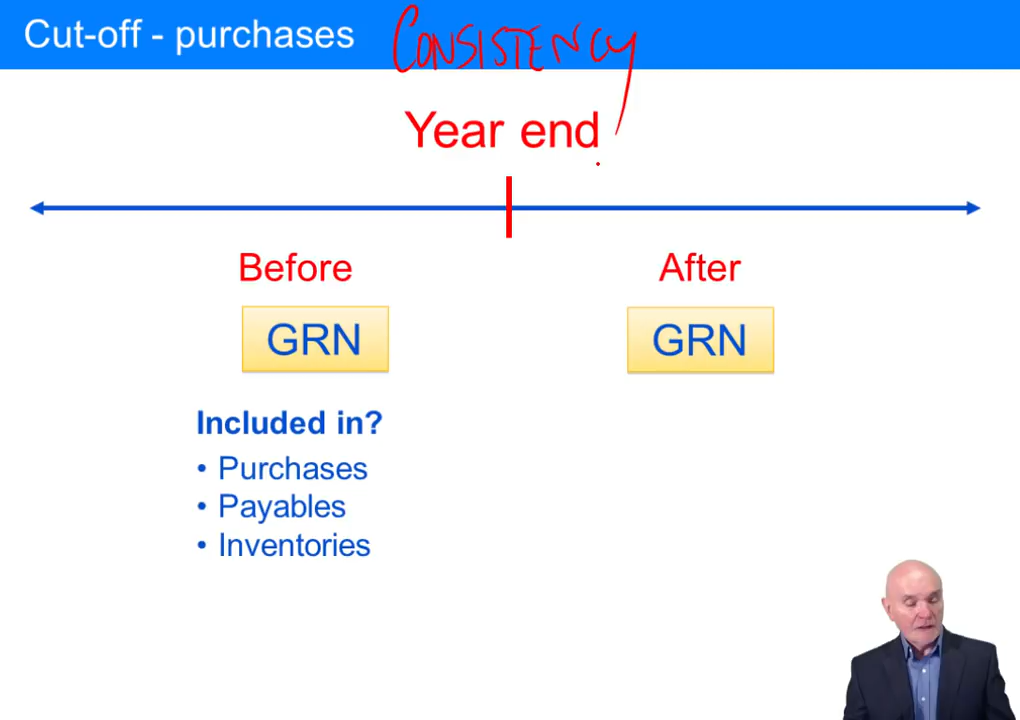 Cut-off - purchases CONSISTENCY
Year end
Before After
GRN GRN
Included in?
• Purchases
• Payables
• Inventories